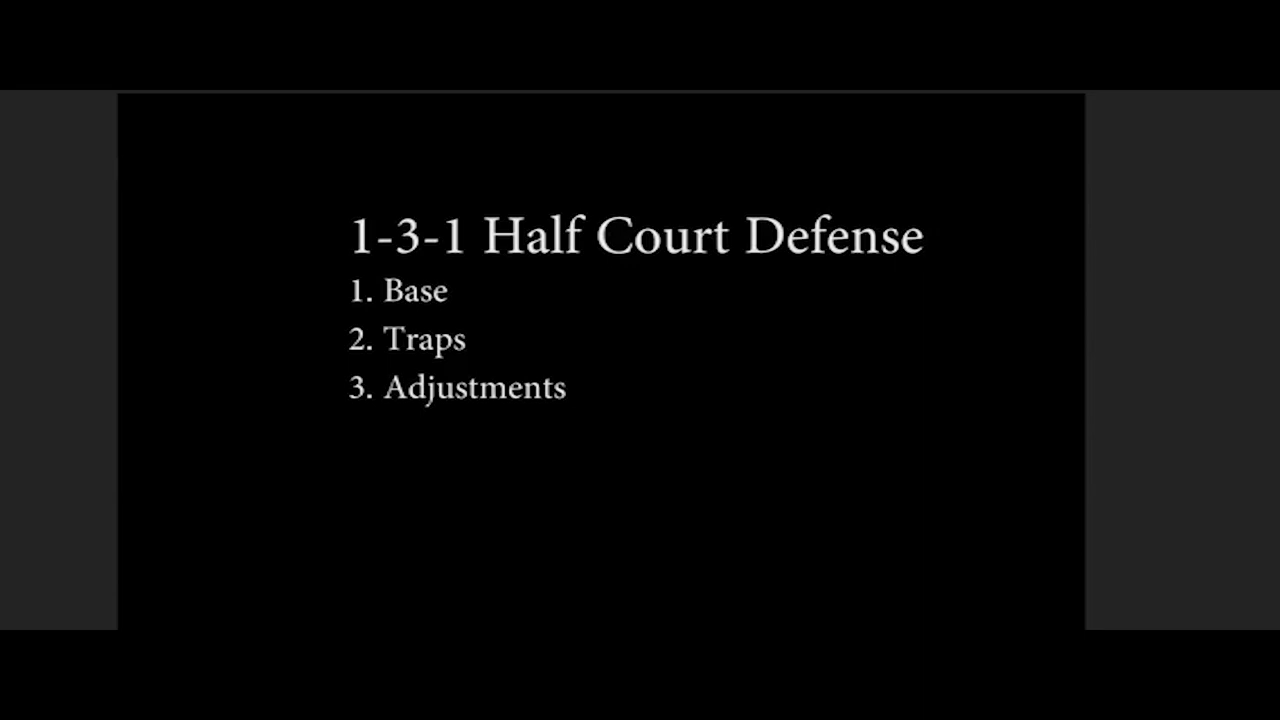 1-3-1 Half Court Defense
1. Base
2. Traps
3. Adjustments